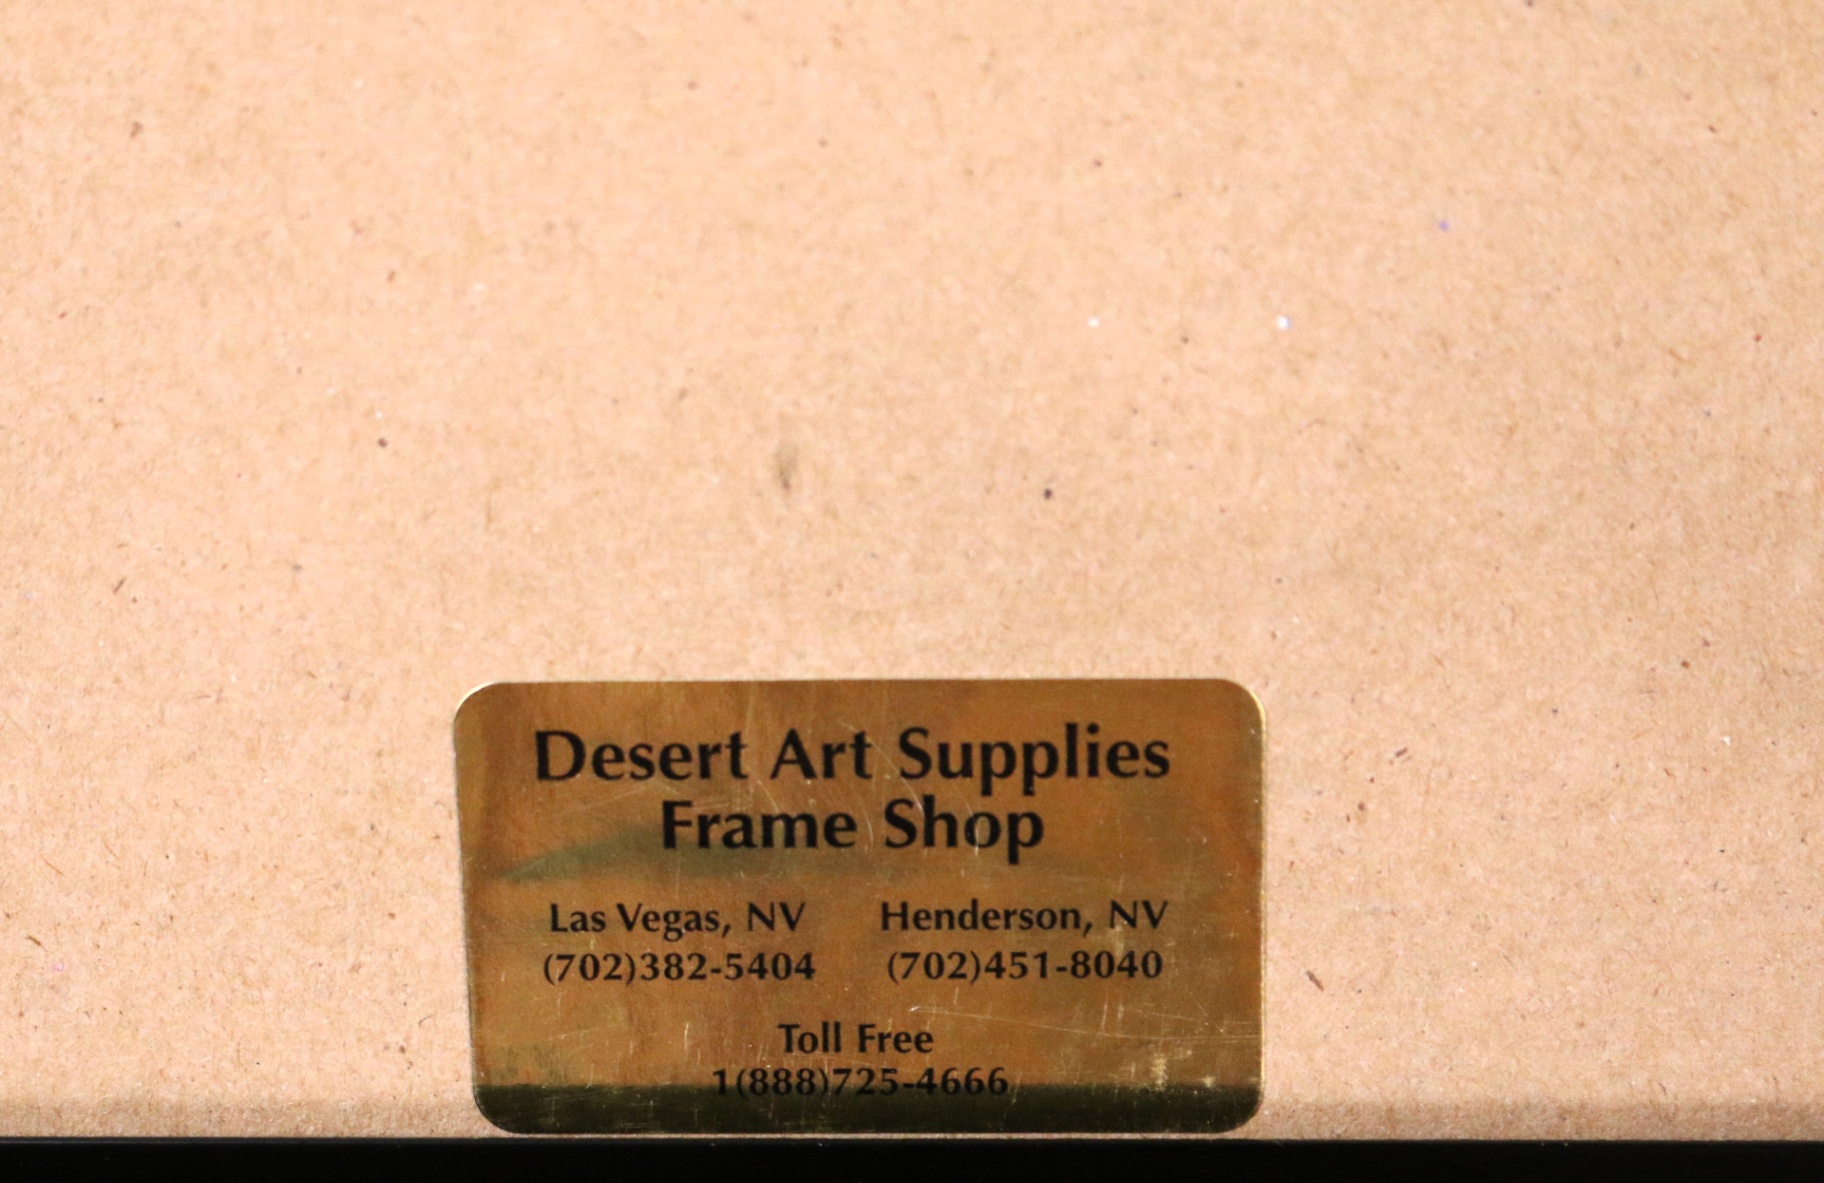 Desert Art Supplies
Frame Shop
Las Vegas, NV Henderson, NV
(702)382-5404 (702)451-8040
Toll Free
1(888)725-4666